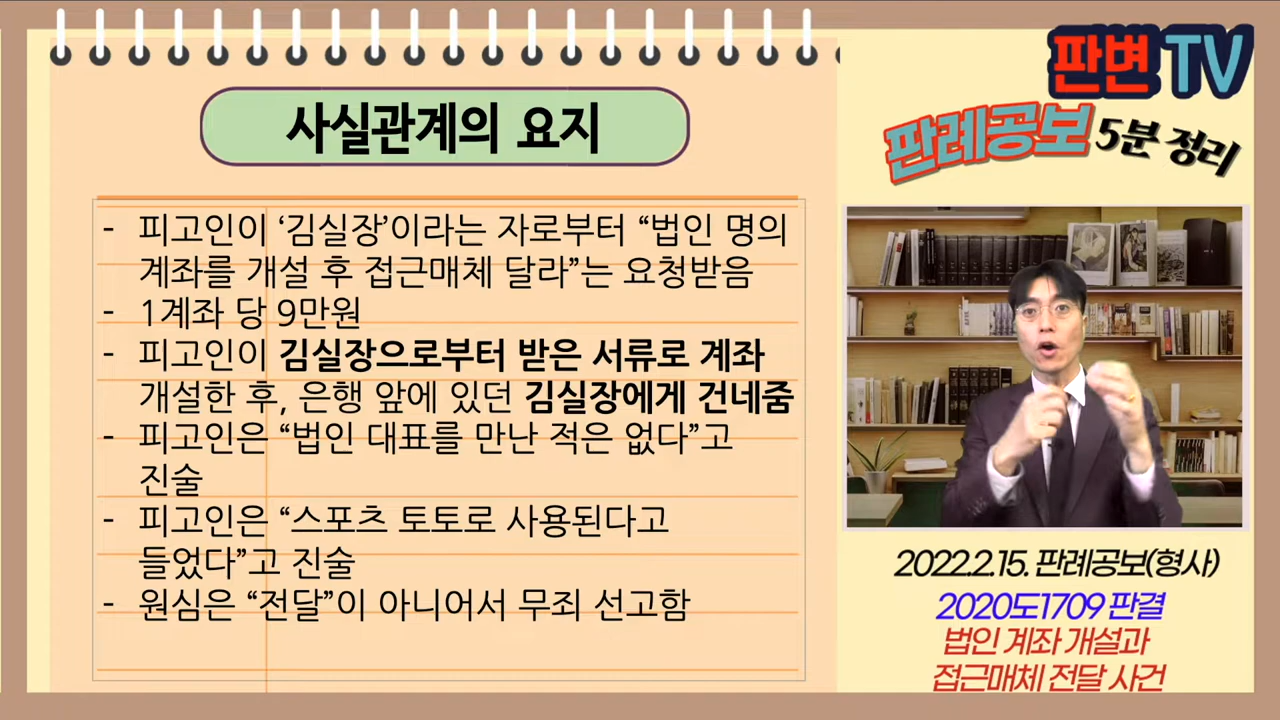 사실관계의 요지
- 피고인이 ‘김실장’이라는 자로부터 “법인 명의
계좌를 개설 후 접근매체 달라”는 요청받음
- 1계좌 당 9만원
- 피고인이 김실장으로부터 받은 서류로 계좌
개설한 후, 은행 앞에 있던 김실장에게 건네줌
- 피고인은 “법인 대표를 만난 적은 없다”고
진술
- 피고인은 “스포츠 토토로 사용된다고
들었다”고 진술
- 원심은 “전달”이 아니어서 무죄 선고함
판변 TV
판례공보 5분 정리
2022.2.15. 판례공보(형사)
2020도1709 판결
법인 계좌 개설과
접근매체 전달 사건